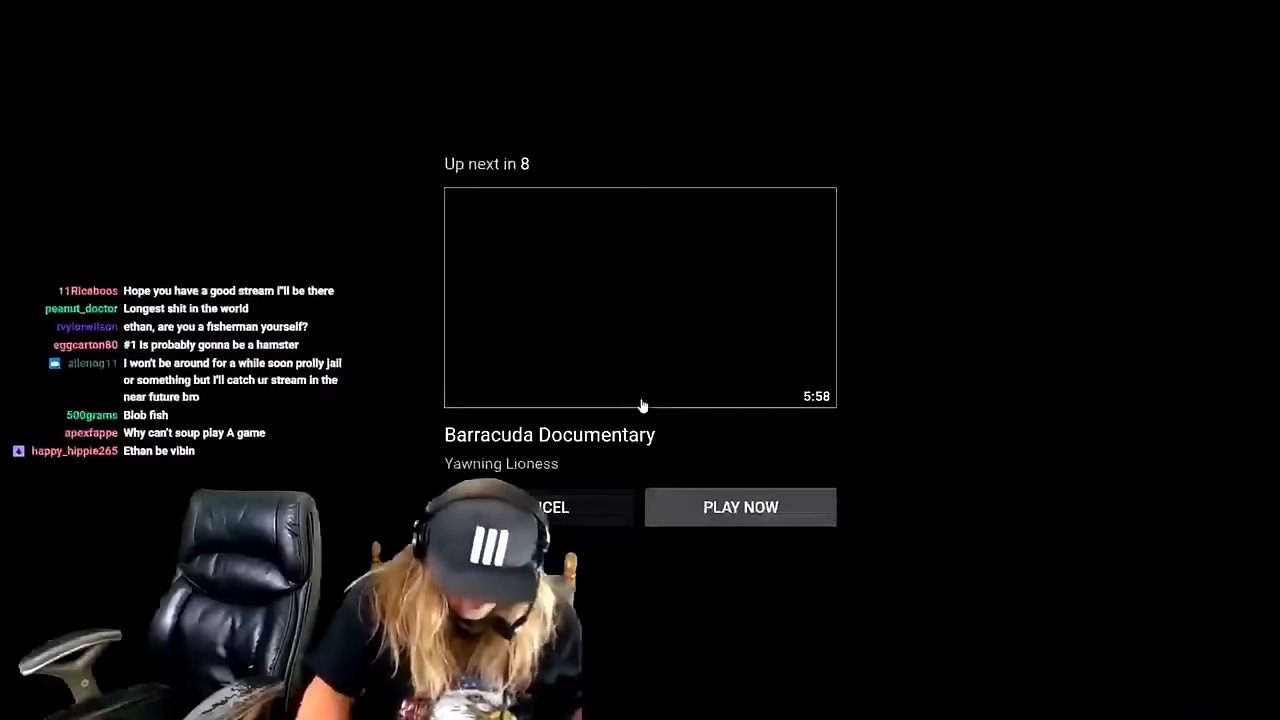 Up next in 8
5:58
Barracuda Documentary
Yawning Lioness
PLAY NOW
11Ricaboos Hope you have a good stream I"ll be there
peanut_doctor Longest shit in the world
tvylorwilson ethan, are you a fisherman yourself?
eggcarton80 #1 is probably gonna be a hamster
I won't be around for a while soon prolly jail
or something but I'll catch ur stream in the
near future bro
500grams Blob fish
apexfappe Why can't soup play A game
happy_hippie265 Ethan be vibin